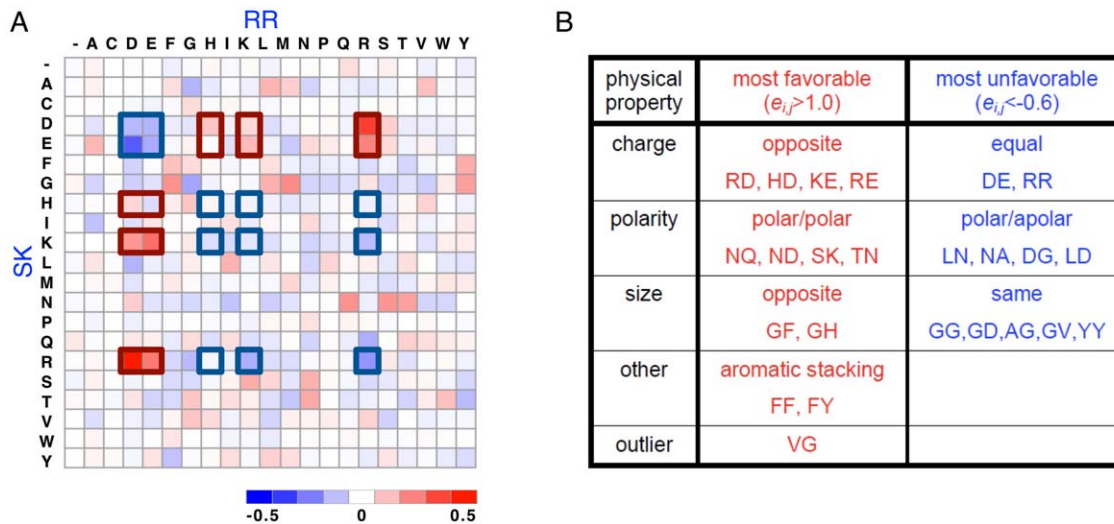 A
RR
- A C D E F G H I K L M N P Q R S T V W Y
SK
-
A
C
D
E
F
G
H
I
K
L
M
N
P
Q
R
S
T
V
W
Y
-0.5 0 0.5
B
physical property most favorable (ei,j>1.0) most unfavorable (ei,j<-0.6)
charge opposite equal
RD, HD, KE, RE DE, RR
polarity polar/polar polar/apolar
NQ, ND, SK, TN LN, NA, DG, LD
size opposite same
GF, GH GG,GD,AG,GV,YY
other aromatic stacking
FF, FY
outlier VG